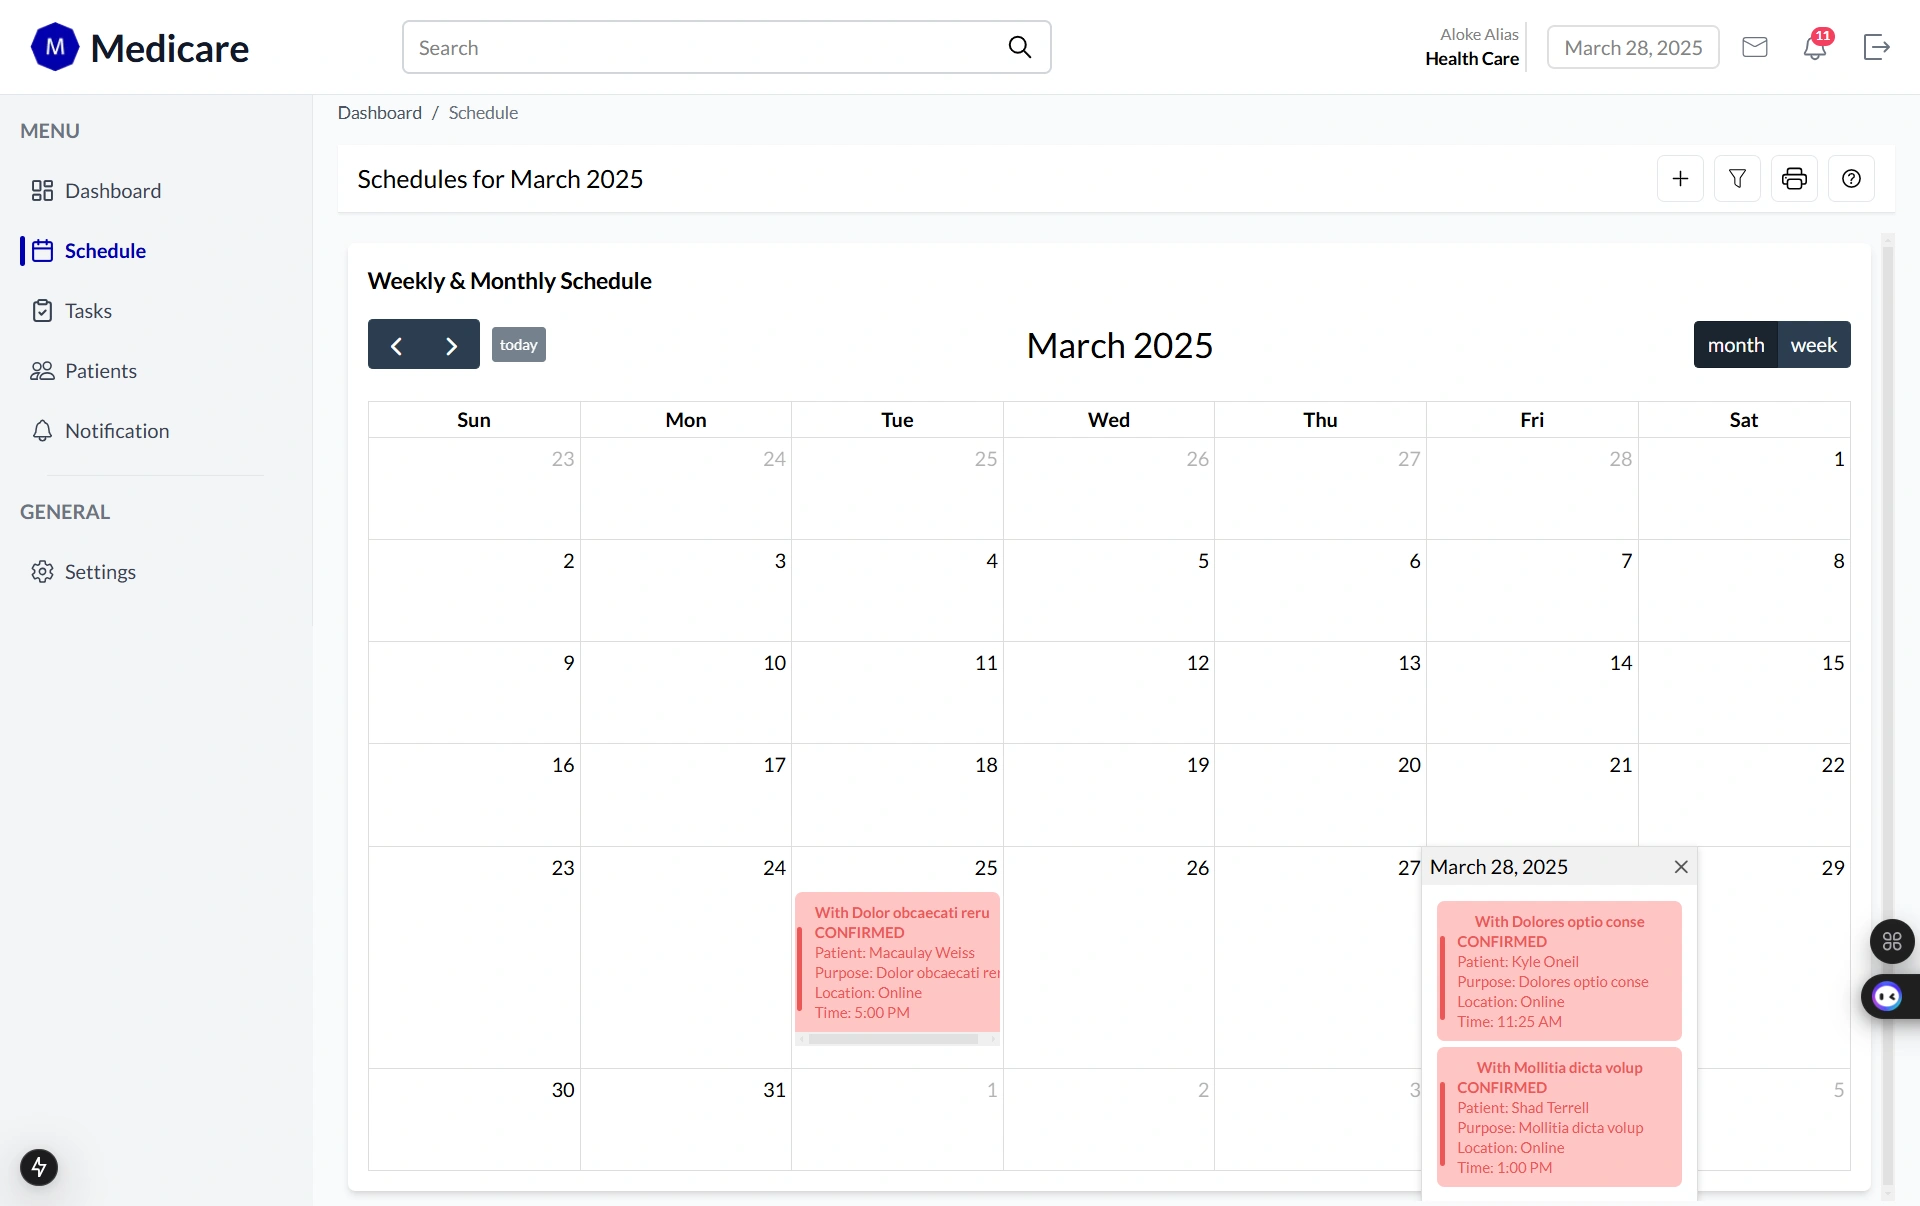 M Medicare
Search
Aloke Alias
Health Care
March 28, 2025
11
MENU
Dashboard
Schedule
Tasks
Patients
Notification
GENERAL
Settings
Dashboard / Schedule
Schedules for March 2025
Weekly & Monthly Schedule
today
March 2025
month week
Sun Mon Tue Wed Thu Fri Sat
23 24 25 26 27 28 1
2 3 4 5 6 7 8
9 10 11 12 13 14 15
16 17 18 19 20 21 22
23 24 25 26 27 29
With Dolor obcaecati reru
CONFIRMED
Patient: Macaulay Weiss
Purpose: Dolor obcaecati rer
Location: Online
Time: 5:00 PM
March 28, 2025
With Dolores optio conse
CONFIRMED
Patient: Kyle Oneil
Purpose: Dolores optio conse
Location: Online
Time: 11:25 AM
With Mollitia dicta volup
CONFIRMED
Patient: Shad Terrell
Purpose: Mollitia dicta volup
Location: Online
Time: 1:00 PM
30 31 1 2 3 5